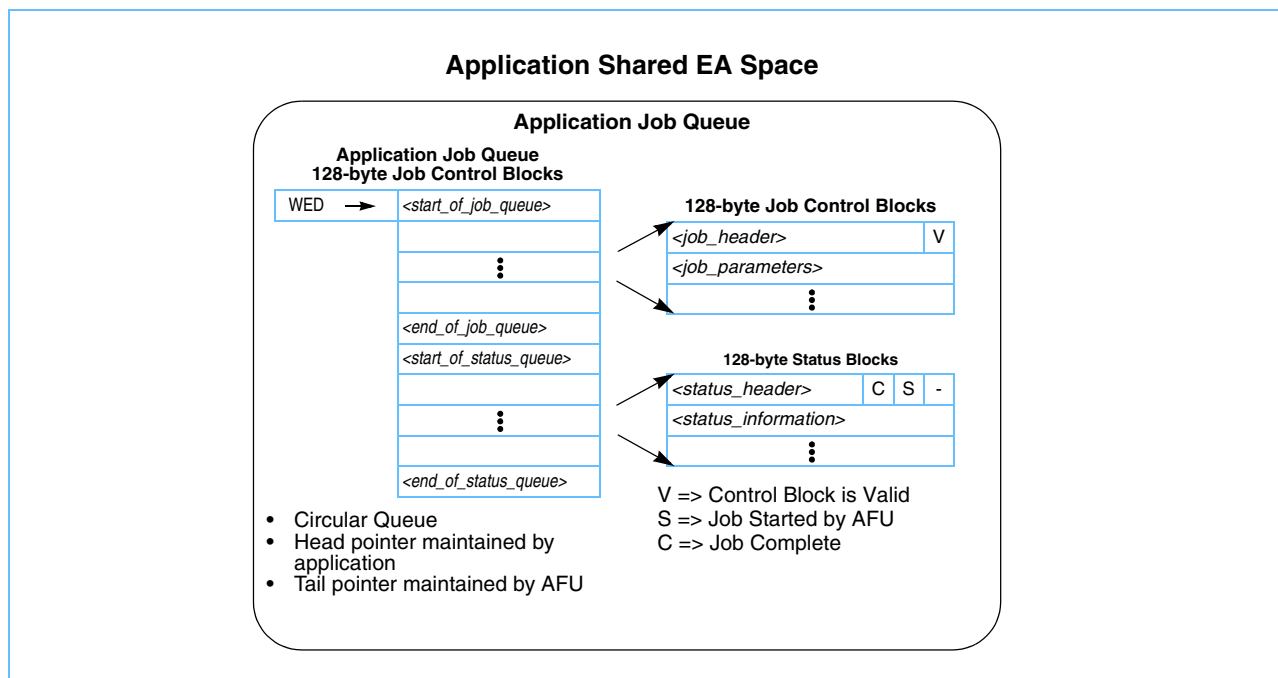 Application Shared EA Space
Application Job Queue
Application Job Queue
128-byte Job Control Blocks
WED
<start_of_job_queue>
<end_of_job_queue>
<start_of_status_queue>
<end_of_status_queue>
128-byte Job Control Blocks
<job_header> V
<job_parameters>
128-byte Status Blocks
<status_header> C S -
<status_information>
V => Control Block is Valid
S => Job Started by AFU
C => Job Complete
• Circular Queue
• Head pointer maintained by
application
• Tail pointer maintained by AFU